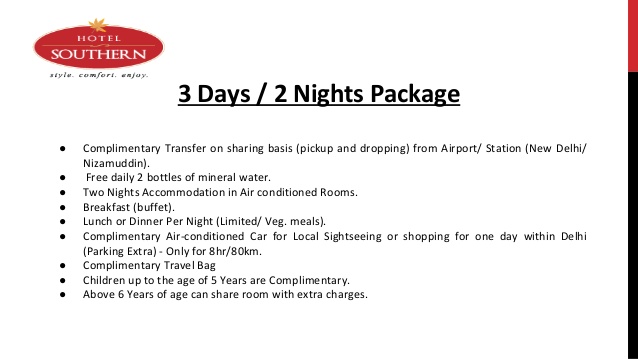 HOTEL
SOUTHERN
style. comfort. enjoy.
3 Days / 2 Nights Package
● Complimentary Transfer on sharing basis (pickup and dropping) from Airport/ Station (New Delhi/
Nizamuddin).
● Free daily 2 bottles of mineral water.
● Two Nights Accommodation in Air conditioned Rooms.
● Breakfast (buffet).
● Lunch or Dinner Per Night (Limited/ Veg. meals).
● Complimentary Air-conditioned Car for Local Sightseeing or shopping for one day within Delhi
(Parking Extra) - Only for 8hr/80km.
● Complimentary Travel Bag
● Children up to the age of 5 Years are Complimentary.
● Above 6 Years of age can share room with extra charges.